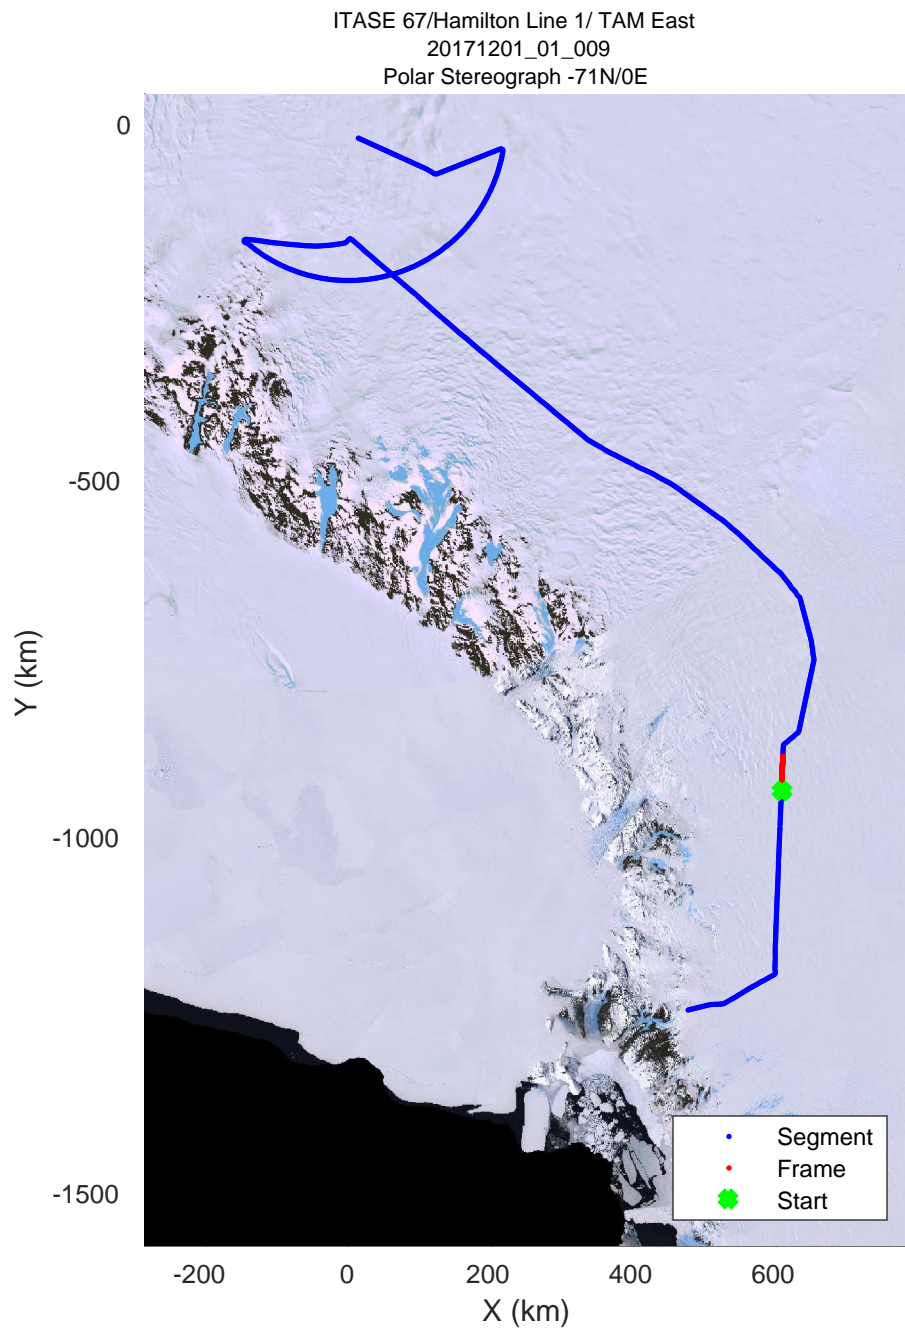 ITASE 67/Hamilton Line 1/ TAM East
20171201_01_009
Polar Stereograph -71N/0E
0
-500
-1000
-1500
Y (km)
-200
0
200
400
600
X (km)
Segment
Frame
Start